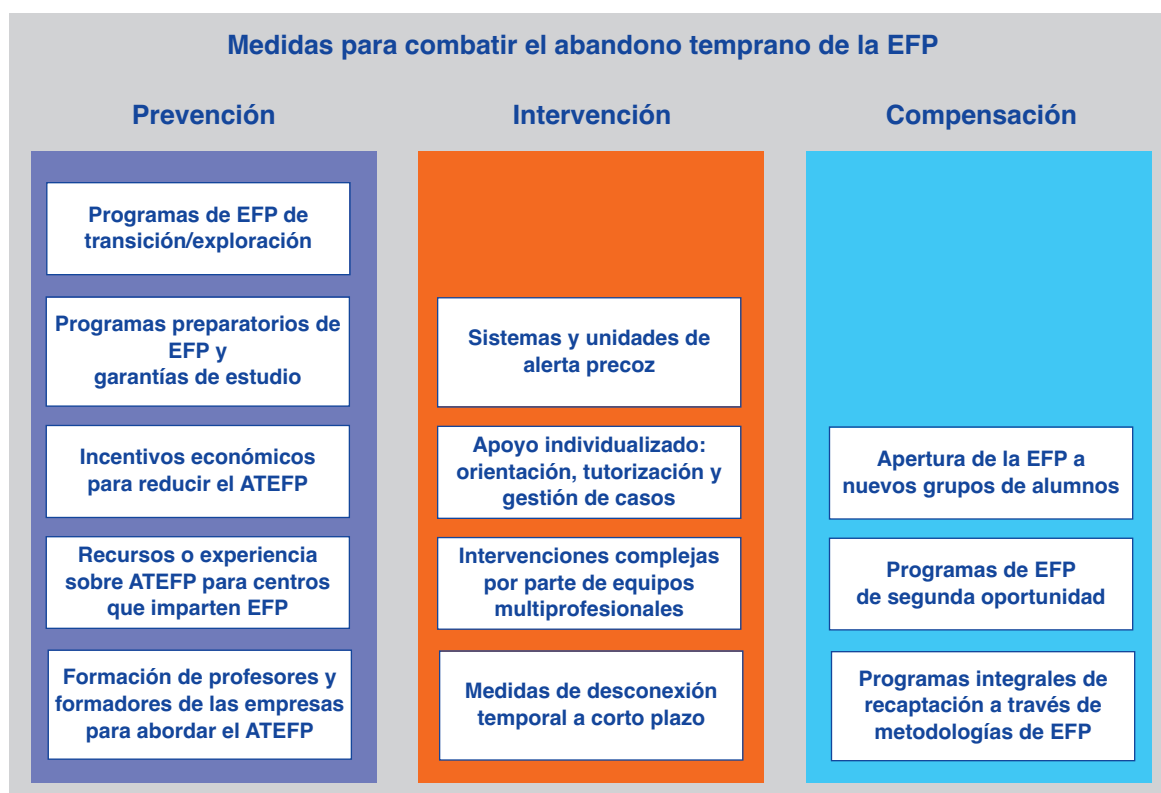 Medidas para combatir el abandono temprano de la EFP
Prevención
Programas de EFP de
transición/exploración
Programas preparatorios de
EFP y
garantías de estudio
Incentivos económicos
para reducir el ATEFP
Recursos o experiencia
sobre ATEFP para centros
que imparten EFP
Formación de profesores y
formadores de las empresas
para abordar el ATEFP
Intervención
Sistemas y unidades de
alerta precoz
Apoyo individualizado:
orientación, tutorización y
gestión de casos
Intervenciones complejas
por parte de equipos
multiprofesionales
Medidas de desconexión
temporal a corto plazo
Compensación
Apertura de la EFP a
nuevos grupos de alumnos
Programas de EFP
de segunda oportunidad
Programas integrales de
recaptación a través de
metodologías de EFP